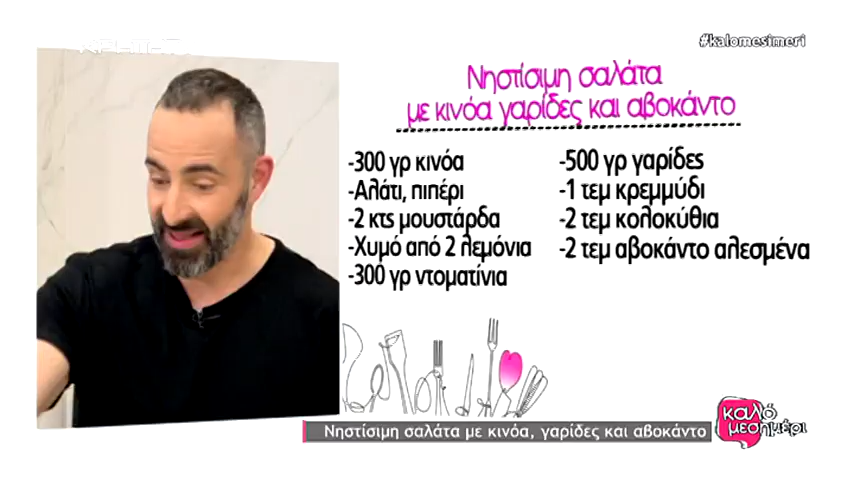 #kalomesimeri
Νηστίσιμη σαλάτα
με κινόα γαρίδες και αβοκάντο
-300 γρ κινόα
-Αλάτι, πιπέρι
-2 κτς μουστάρδα
-Χυμό από 2 λεμόνια
-300 γρ ντοματίνια
-500 γρ γαρίδες
-1 τεμ κρεμμύδι
-2 τεμ κολοκύθια
-2 τεμ αβοκάντο αλεσμένα
Νηστίσιμη σαλάτα με κινόα, γαρίδες και αβοκάντο
καλό
μεσημέρι